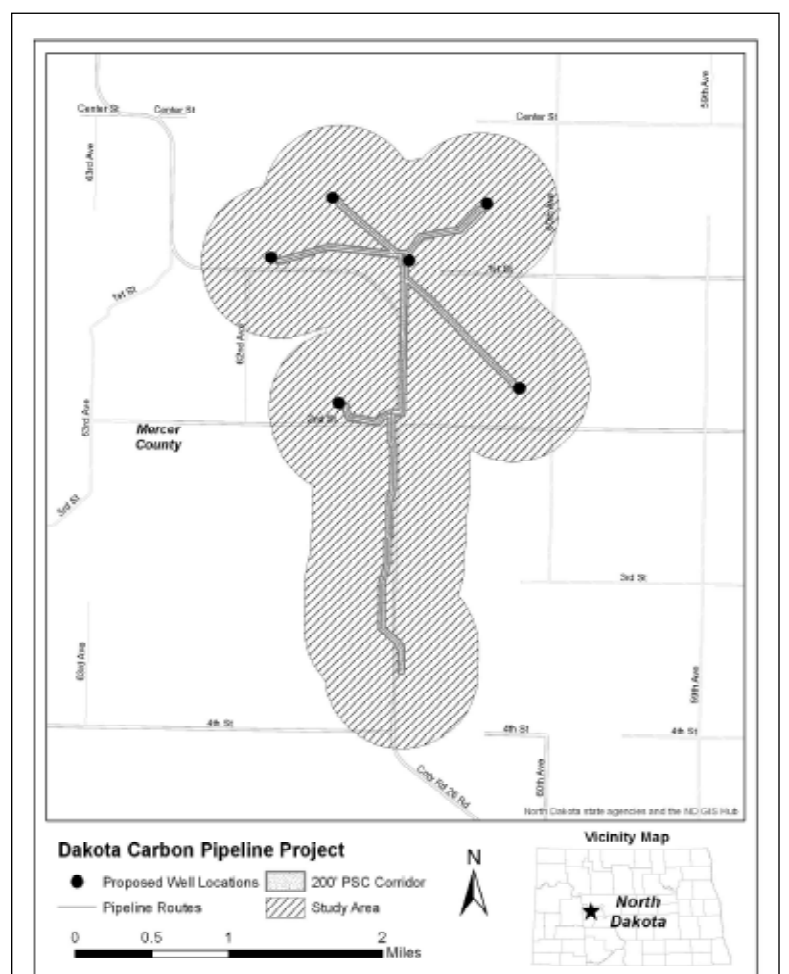 Center St
Center St
59th Ave
Center St
63rd Ave
60th Ave
1st St
1st St
62nd Ave
53rd Ave
2nd St
Mercer
County
3rd St
3rd St
63rd Ave
59th Ave
4th St
4th St
4th St
60th Ave
Cnty Rd 26 Rd
North Dakota state agencies and the ND GIS Hub
Dakota Carbon Pipeline Project
Proposed Well Locations
200' PSC Corridor
Pipeline Routes
Study Area
0 0.5 1 2
Miles
N
Vicinity Map
North
Dakota